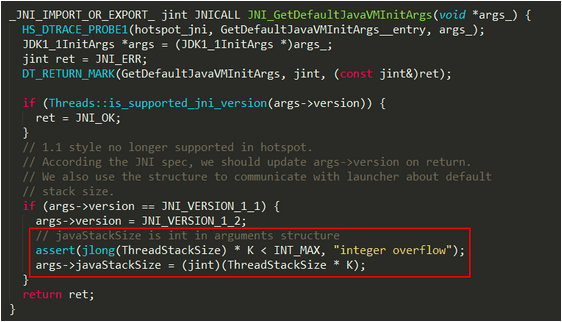 _JNI_IMPORT_OR_EXPORT_ jint JNICALL JNI_GetDefaultJavaVMInitArgs(void *args_) {
HS_DTRACE_PROBE1(hotspot_jni, GetDefaultJavaVMInitArgs__entry, args_);
JDK1_1InitArgs *args = (JDK1_1InitArgs *)args_;
jint ret = JNI_ERR;
DT_RETURN_MARK(GetDefaultJavaVMInitArgs, jint, (const jint&)ret);
if (Threads::is_supported_jni_version(args->version)) {
ret = JNI_OK;
}
// 1.1 style no longer supported in hotspot.
// According the JNI spec, we should update args->version on return.
// We also use the structure to communicate with launcher about default
// stack size.
if (args->version == JNI_VERSION_1_1) {
args->version = JNI_VERSION_1_2;
// javaStackSize is int in arguments structure
assert(jlong(ThreadStackSize) * K < INT_MAX, "integer overflow");
args->javaStackSize = (jint)(ThreadStackSize * K);
}
return ret;
}